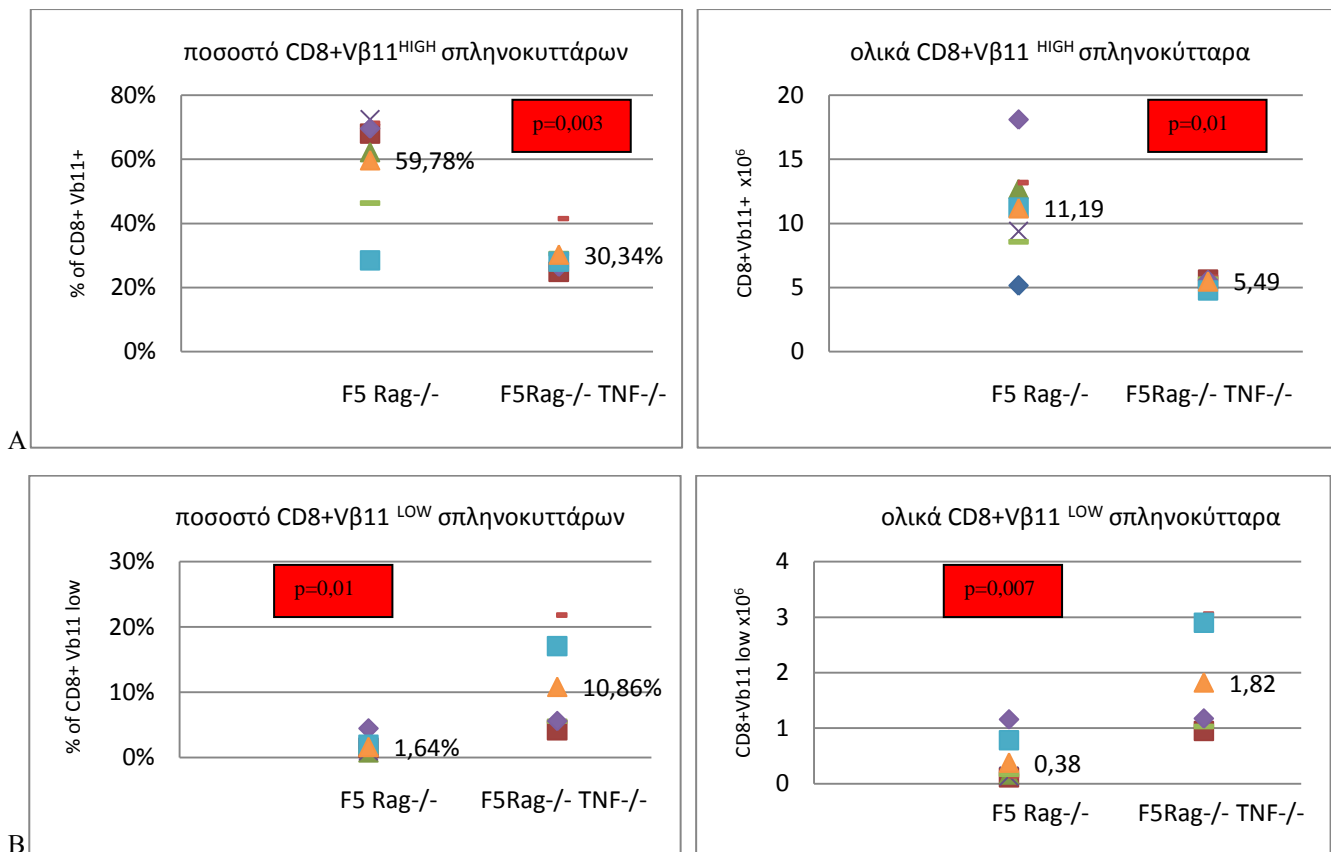 ποσοστό CD8+Vβ11HIGH σπληνοκυττάρων
80%
60%
40%
20%
0%
% of CD8+ Vb11+
p=0,003
59,78%
30,34%
F5 Rag-/-
F5Rag-/- TNF-/-
ολικά CD8+Vβ11 HIGH σπληνοκύτταρα
20
15
10
5
0
CD8+Vb11+ x10⁶
p=0,01
11,19
5,49
F5 Rag-/-
F5Rag-/- TNF-/-
A
ποσοστό CD8+Vβ11 LOW σπληνοκυττάρων
30%
20%
10%
0%
% of CD8+ Vb11 low
p=0,01
1,64%
10,86%
F5 Rag-/-
F5Rag-/- TNF-/-
ολικά CD8+Vβ11 LOW σπληνοκύτταρα
4
3
2
1
0
CD8+Vb11 low x10⁶
p=0,007
0,38
1,82
F5 Rag-/-
F5Rag-/- TNF-/-
B